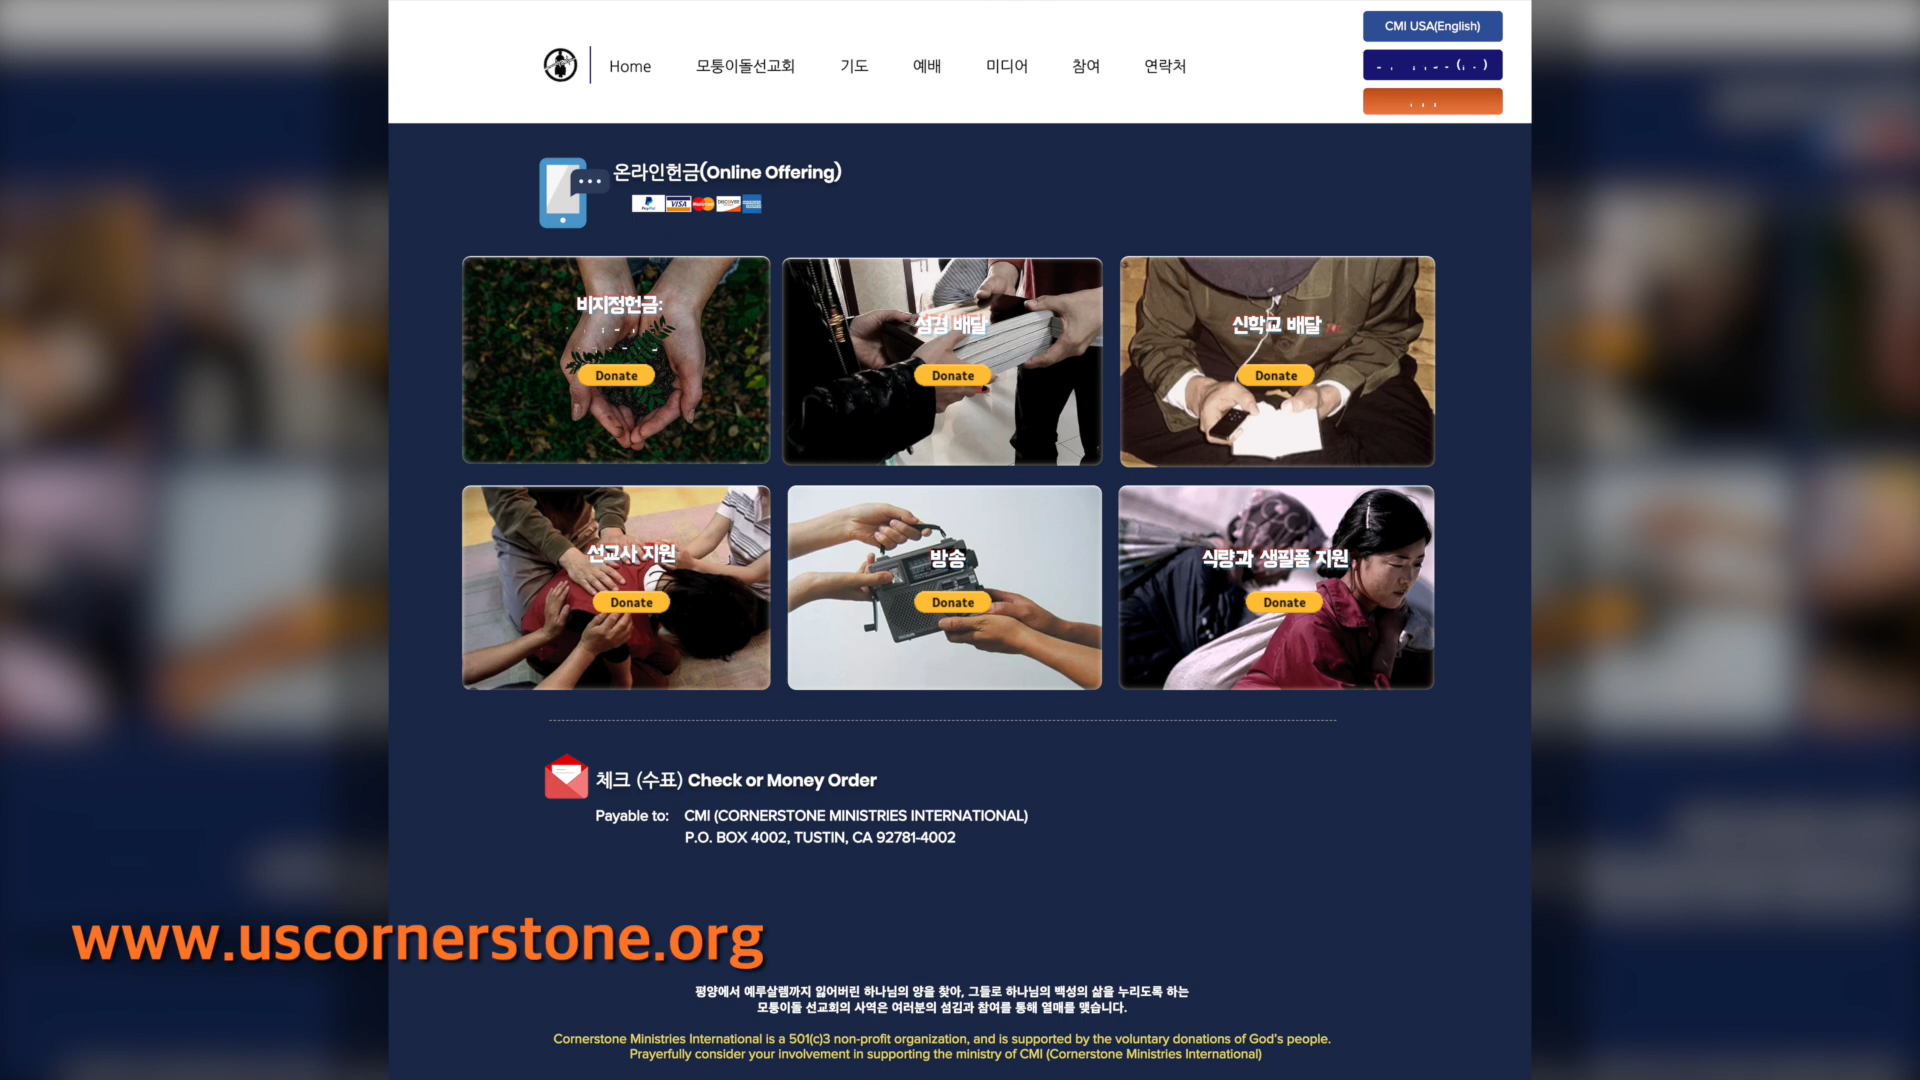 CMI USA(English)
Home 모퉁이돌선교회 기도 예배 미디어 참여 연락처
온라인헌금(Online Offering)
PayPal VISA MasterCard DISCOVER
비지정헌금:
Donate
성경 배달
Donate
신학교 배달
Donate
선교사 지원
Donate
방송
Donate
식량과 생필품 지원
Donate
체크 (수표) Check or Money Order
Payable to: CMI (CORNERSTONE MINISTRIES INTERNATIONAL)
P.O. BOX 4002, TUSTIN, CA 92781-4002
www.uscornerstone.org
평양에서 예루살렘까지 잃어버린 하나님의 양을 찾아, 그들로 하나님의 백성의 삶을 누리도록 하는
모퉁이돌 선교회의 사역은 여러분의 섬김과 참여를 통해 열매를 맺습니다.
Cornerstone Ministries International is a 501(c)3 non-profit organization, and is supported by the voluntary donations of God's people.
Prayerfully consider your involvement in supporting the ministry of CMI (Cornerstone Ministries International)